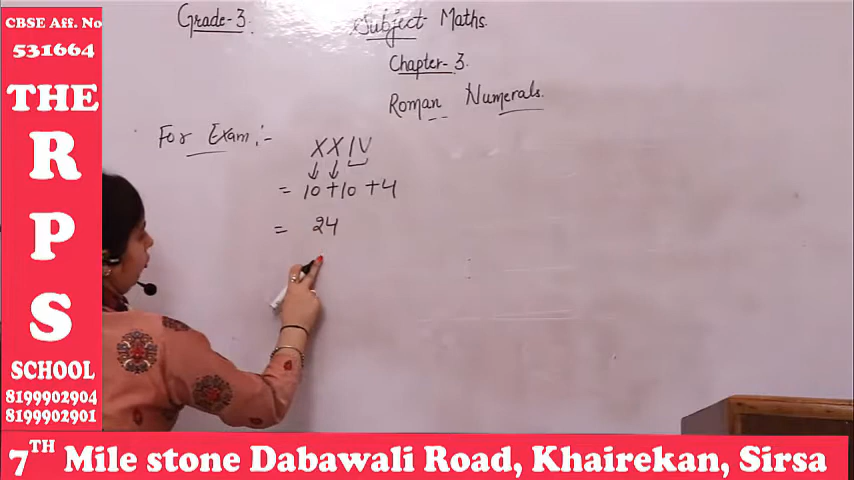 CBSE Aff. No
531664
THE
R
P
S
SCHOOL
8199902904
8199902901
Grade-3.
Subject- Maths.
Chapter-3.
Roman Numerals.
For Exam:-
XXIV
= 10+10+4
= 24
7TH Mile stone Dabawali Road, Khairekan, Sirsa